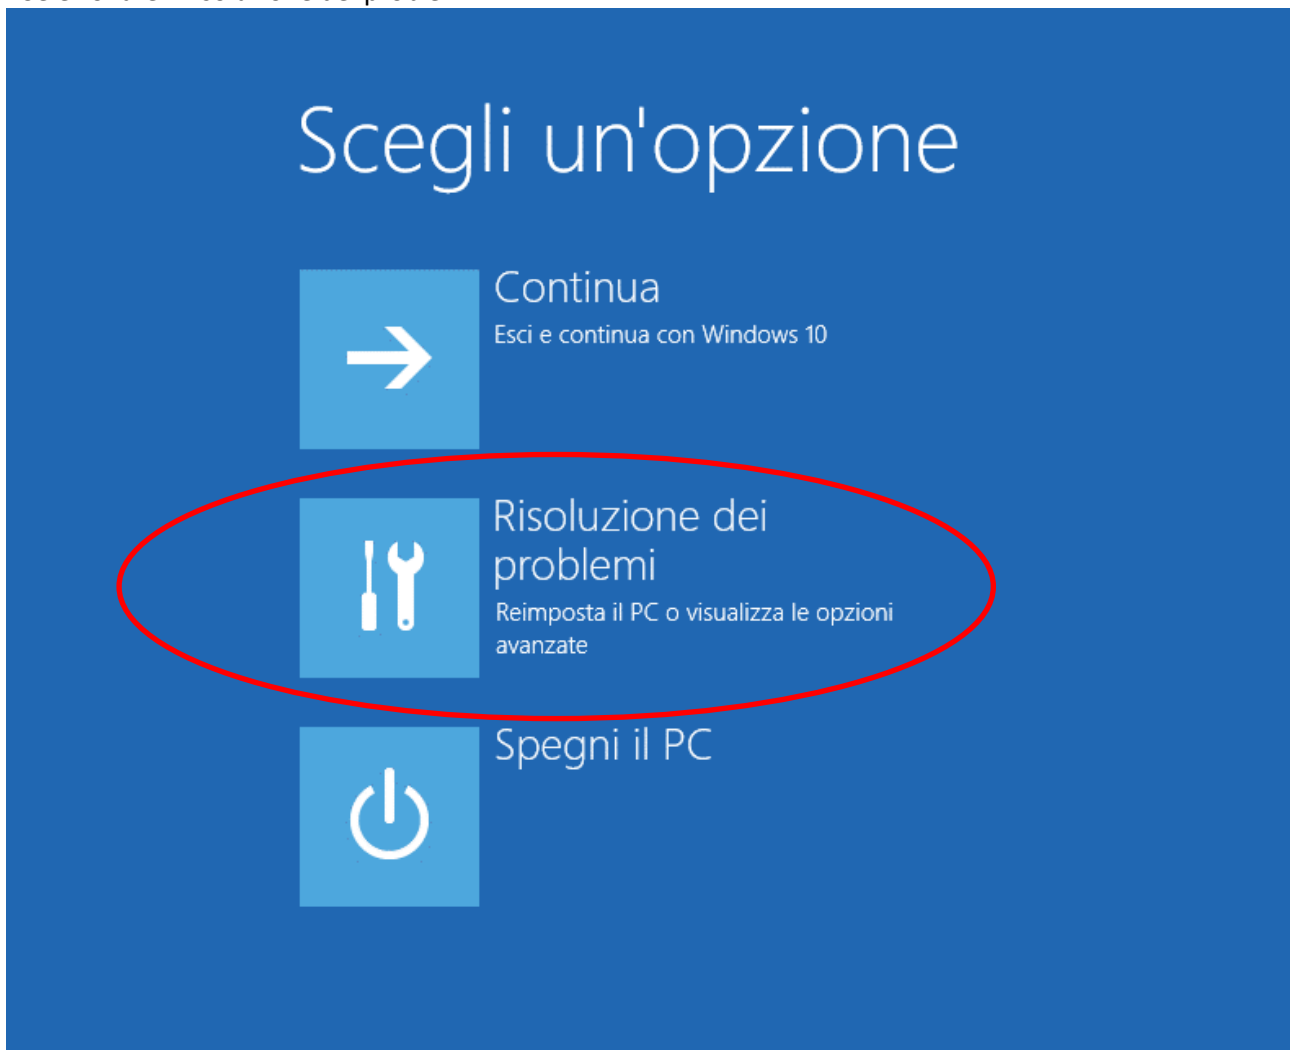 Scegli un'opzione
Continua
Esci e continua con Windows 10
Risoluzione dei
problemi
Reimposta il PC o visualizza le opzioni
avanzate
Spegni il PC